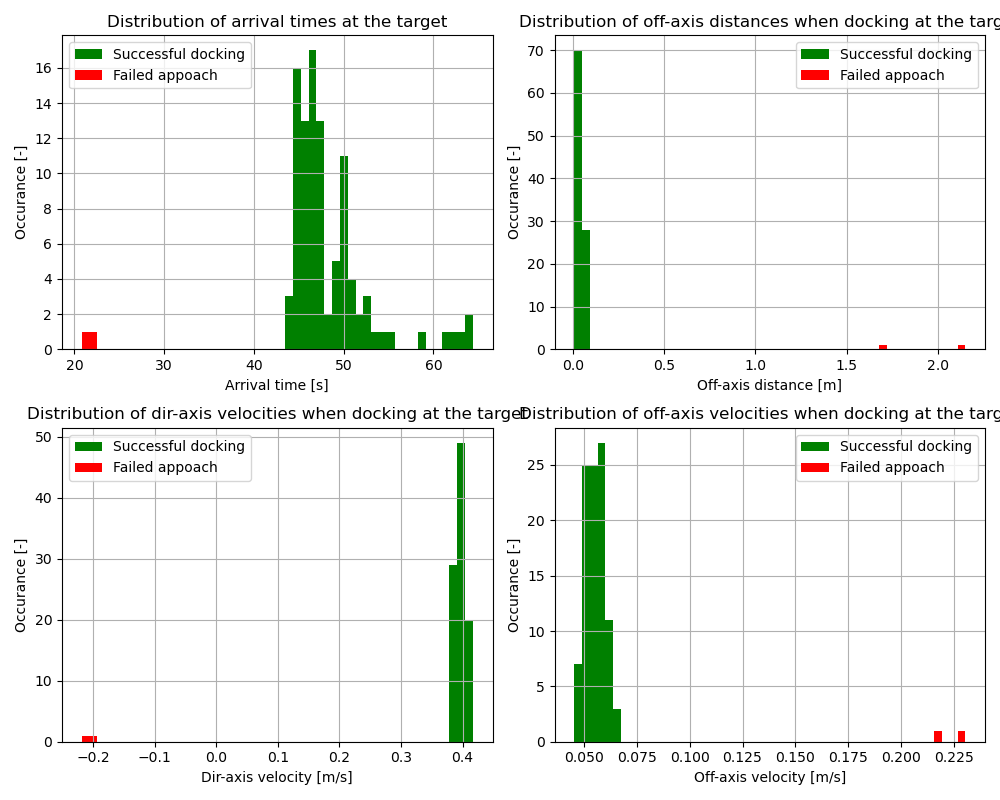 Distribution of arrival times at the target
Successful docking
Failed appoach
Occurance [-]
16
14
12
10
8
6
4
2
0
20
30
40
50
60
Arrival time [s]
Distribution of off-axis distances when docking at the targ
Successful docking
Failed appoach
Occurance [-]
70
60
50
40
30
20
10
0
0.0
0.5
1.0
1.5
2.0
Off-axis distance [m]
Distribution of dir-axis velocities when docking at the target
Successful docking
Failed appoach
Occurance [-]
50
40
30
20
10
0
−0.2
−0.1
0.0
0.1
0.2
0.3
0.4
Dir-axis velocity [m/s]
Distribution of off-axis velocities when docking at the targ
Successful docking
Failed appoach
Occurance [-]
25
20
15
10
5
0
0.050
0.075
0.100
0.125
0.150
0.175
0.200
0.225
Off-axis velocity [m/s]